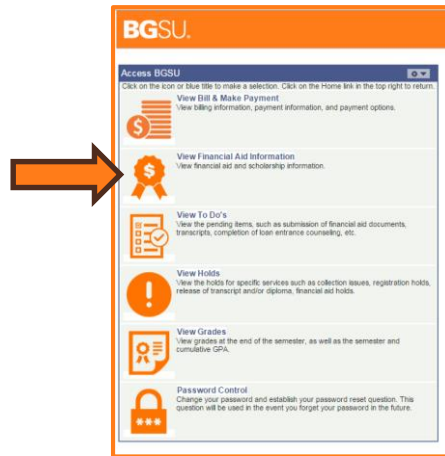 BGSU.
Access BGSU
Click on the icon or blue title to make a selection. Click on the Home link in the top right to return.
View Bill & Make Payment
View billing information, payment information, and payment options.
$
View Financial Aid Information
View financial aid and scholarship information.
$
View To Do's
View the pending items, such as submission of financial aid documents,
transcripts, completion of loan entrance counseling, etc.
View Holds
View the holds for specific services such as collection issues, registration holds,
release of transcript and/or diploma, financial aid holds.
!
View Grades
View grades at the end of the semester, as well as the semester and
cumulative GPA.
Password Control
Change your password and establish your password reset question. This
question will be used in the event you forget your password in the future.
***